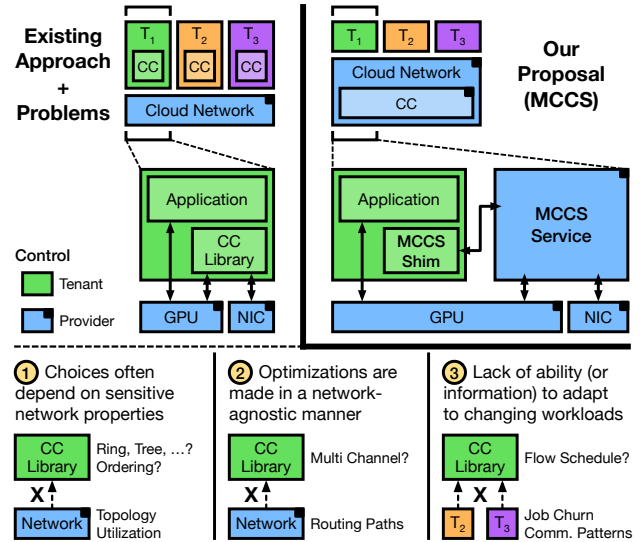 Existing
Approach
+
Problems
T1
T2
T3
CC
CC
CC
Cloud Network
T1
T2
T3
Cloud Network
CC
Our
Proposal
(MCCS)
Application
CC
Library
GPU
NIC
Control
Tenant
Provider
Application
MCCS
Shim
MCCS
Service
GPU
NIC
1 Choices often
depend on sensitive
network properties
CC
Library
Ring, Tree, …?
Ordering?
X
Network
Topology
Utilization
2 Optimizations are
made in a network-
agnostic manner
CC
Library
Multi Channel?
X
Network
Routing Paths
3 Lack of ability (or
information) to adapt
to changing workloads
CC
Library
Flow Schedule?
X
T2
T3
Job Churn
Comm. Patterns